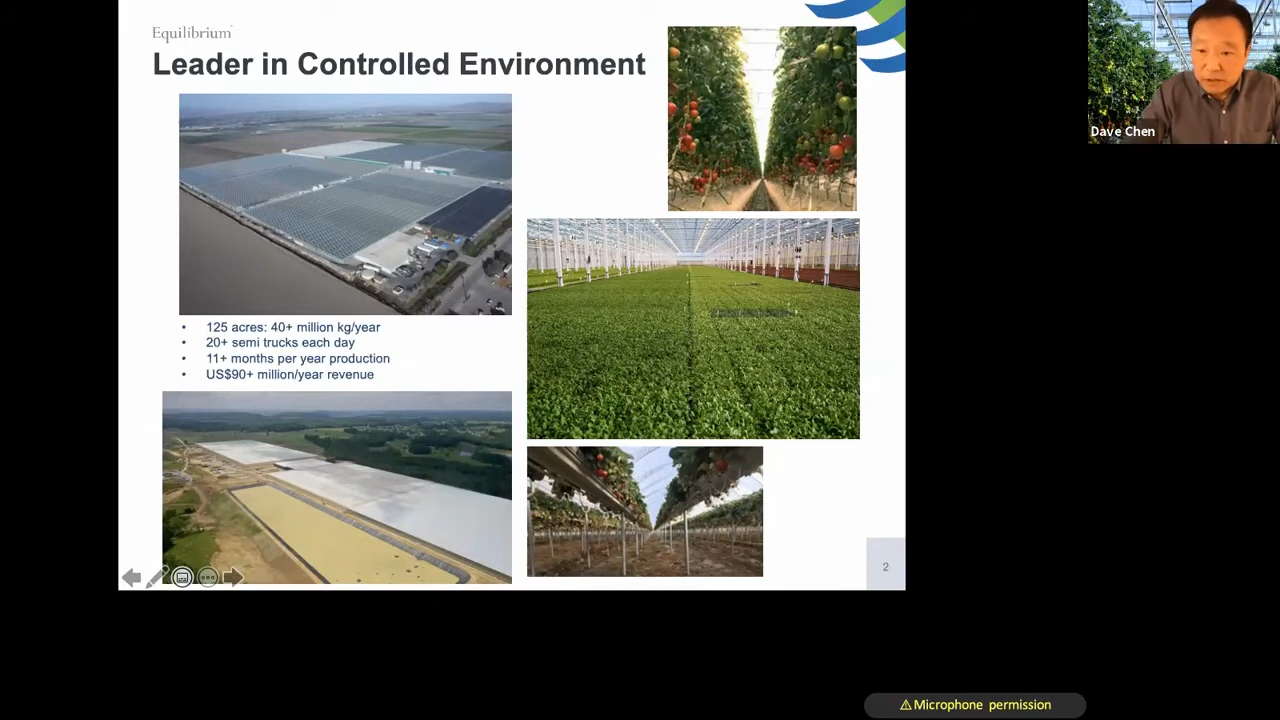 Equilibrium
Leader in Controlled Environment
• 125 acres: 40+ million kg/year
• 20+ semi trucks each day
• 11+ months per year production
• US$90+ million/year revenue
2
Dave Chen
⚠Microphone permission